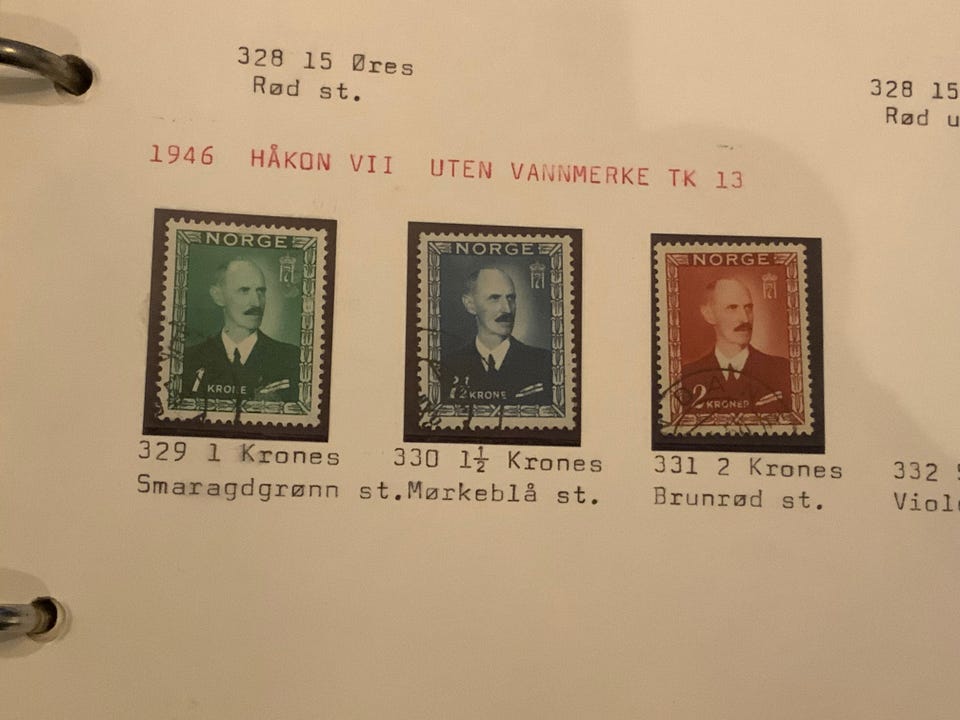 328 15 Øres
Rød st.
328 15
Rød u
1946 HÅKON VII UTEN VANNMERKE TK 13
NORGE
1 KRONE
NORGE
1½ KRONE
NORGE
2 KRONER
329 1 Krones
Smaragdgrønn st.
330 1½ Krones
Mørkeblå st.
331 2 Krones
Brunrød st.
332
Viol